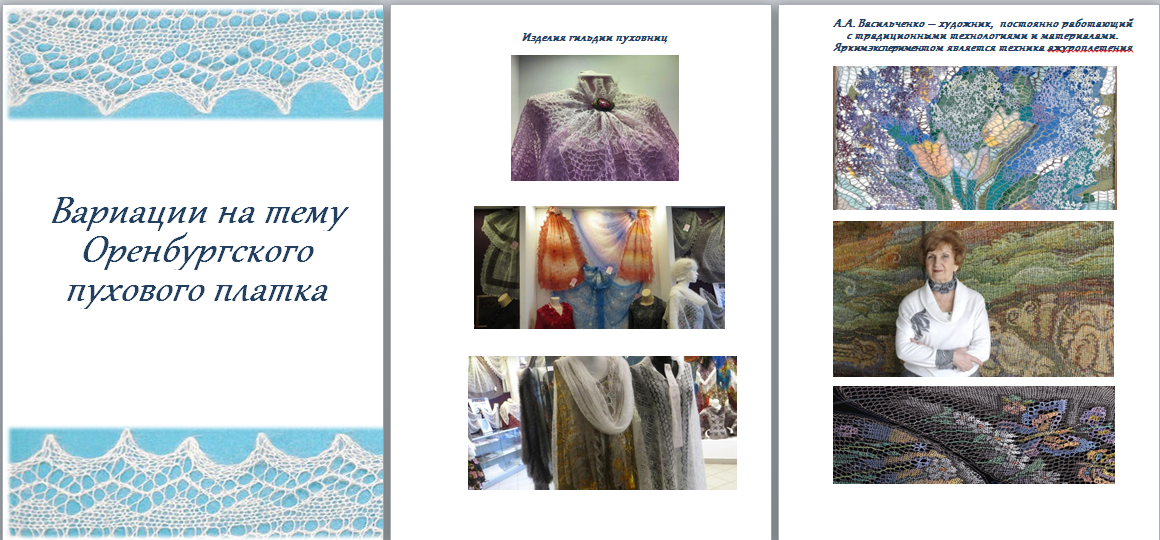 Вариации на тему
Оренбургского
пухового платка
Изделия гильдии пуховниц
А.А. Васильченко – художник, постоянно работающий
с традиционными технологиями и материалами.
Яркимэкспериментом является техника ажуроплетения